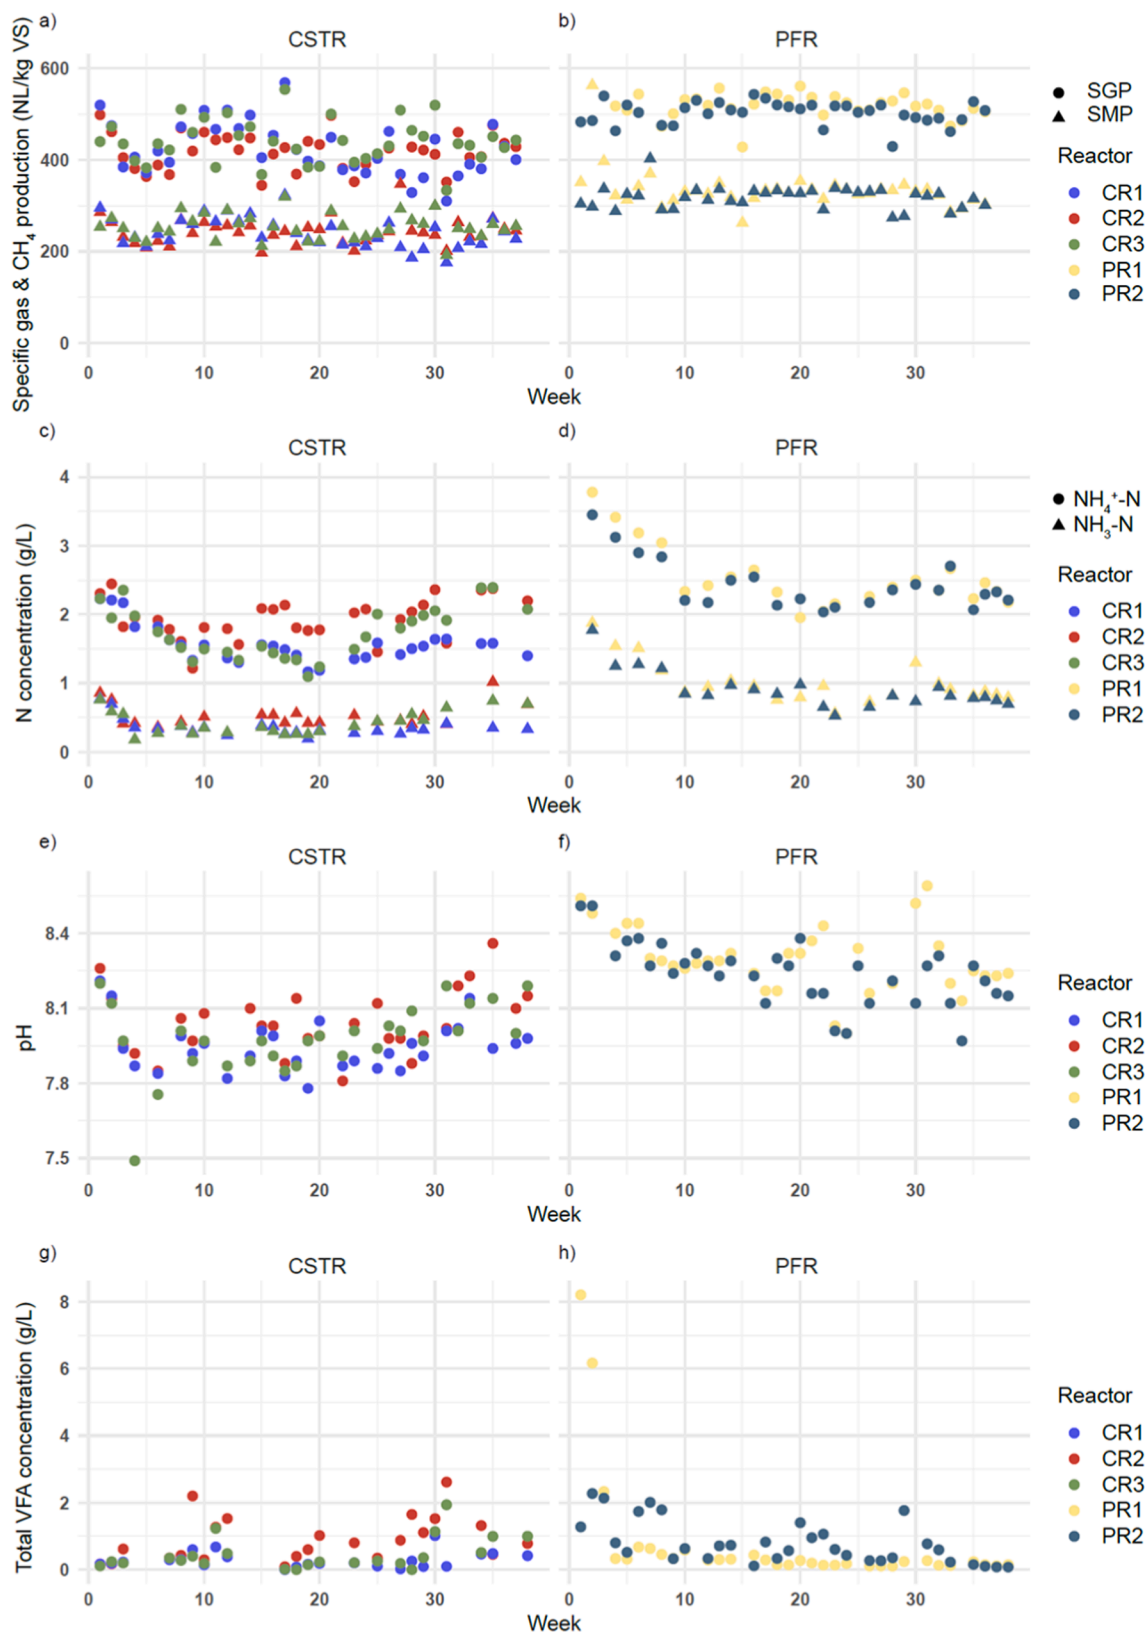 a)
CSTR
b)
PFR
Specific gas & CH₄ production (NL/kg VS)
600
400
200
0
0 10 20 30
0 10 20 30
Week
SGP
SMP
Reactor
CR1
CR2
CR3
PR1
PR2
c)
CSTR
d)
PFR
N concentration (g/L)
4
3
2
1
0
0 10 20 30
0 10 20 30
Week
NH₄⁺-N
NH₃-N
Reactor
CR1
CR2
CR3
PR1
PR2
e)
CSTR
f)
PFR
pH
8.4
8.1
7.8
7.5
0 10 20 30
0 10 20 30
Week
Reactor
CR1
CR2
CR3
PR1
PR2
g)
CSTR
h)
PFR
Total VFA concentration (g/L)
8
6
4
2
0
0 10 20 30
0 10 20 30
Week
Reactor
CR1
CR2
CR3
PR1
PR2